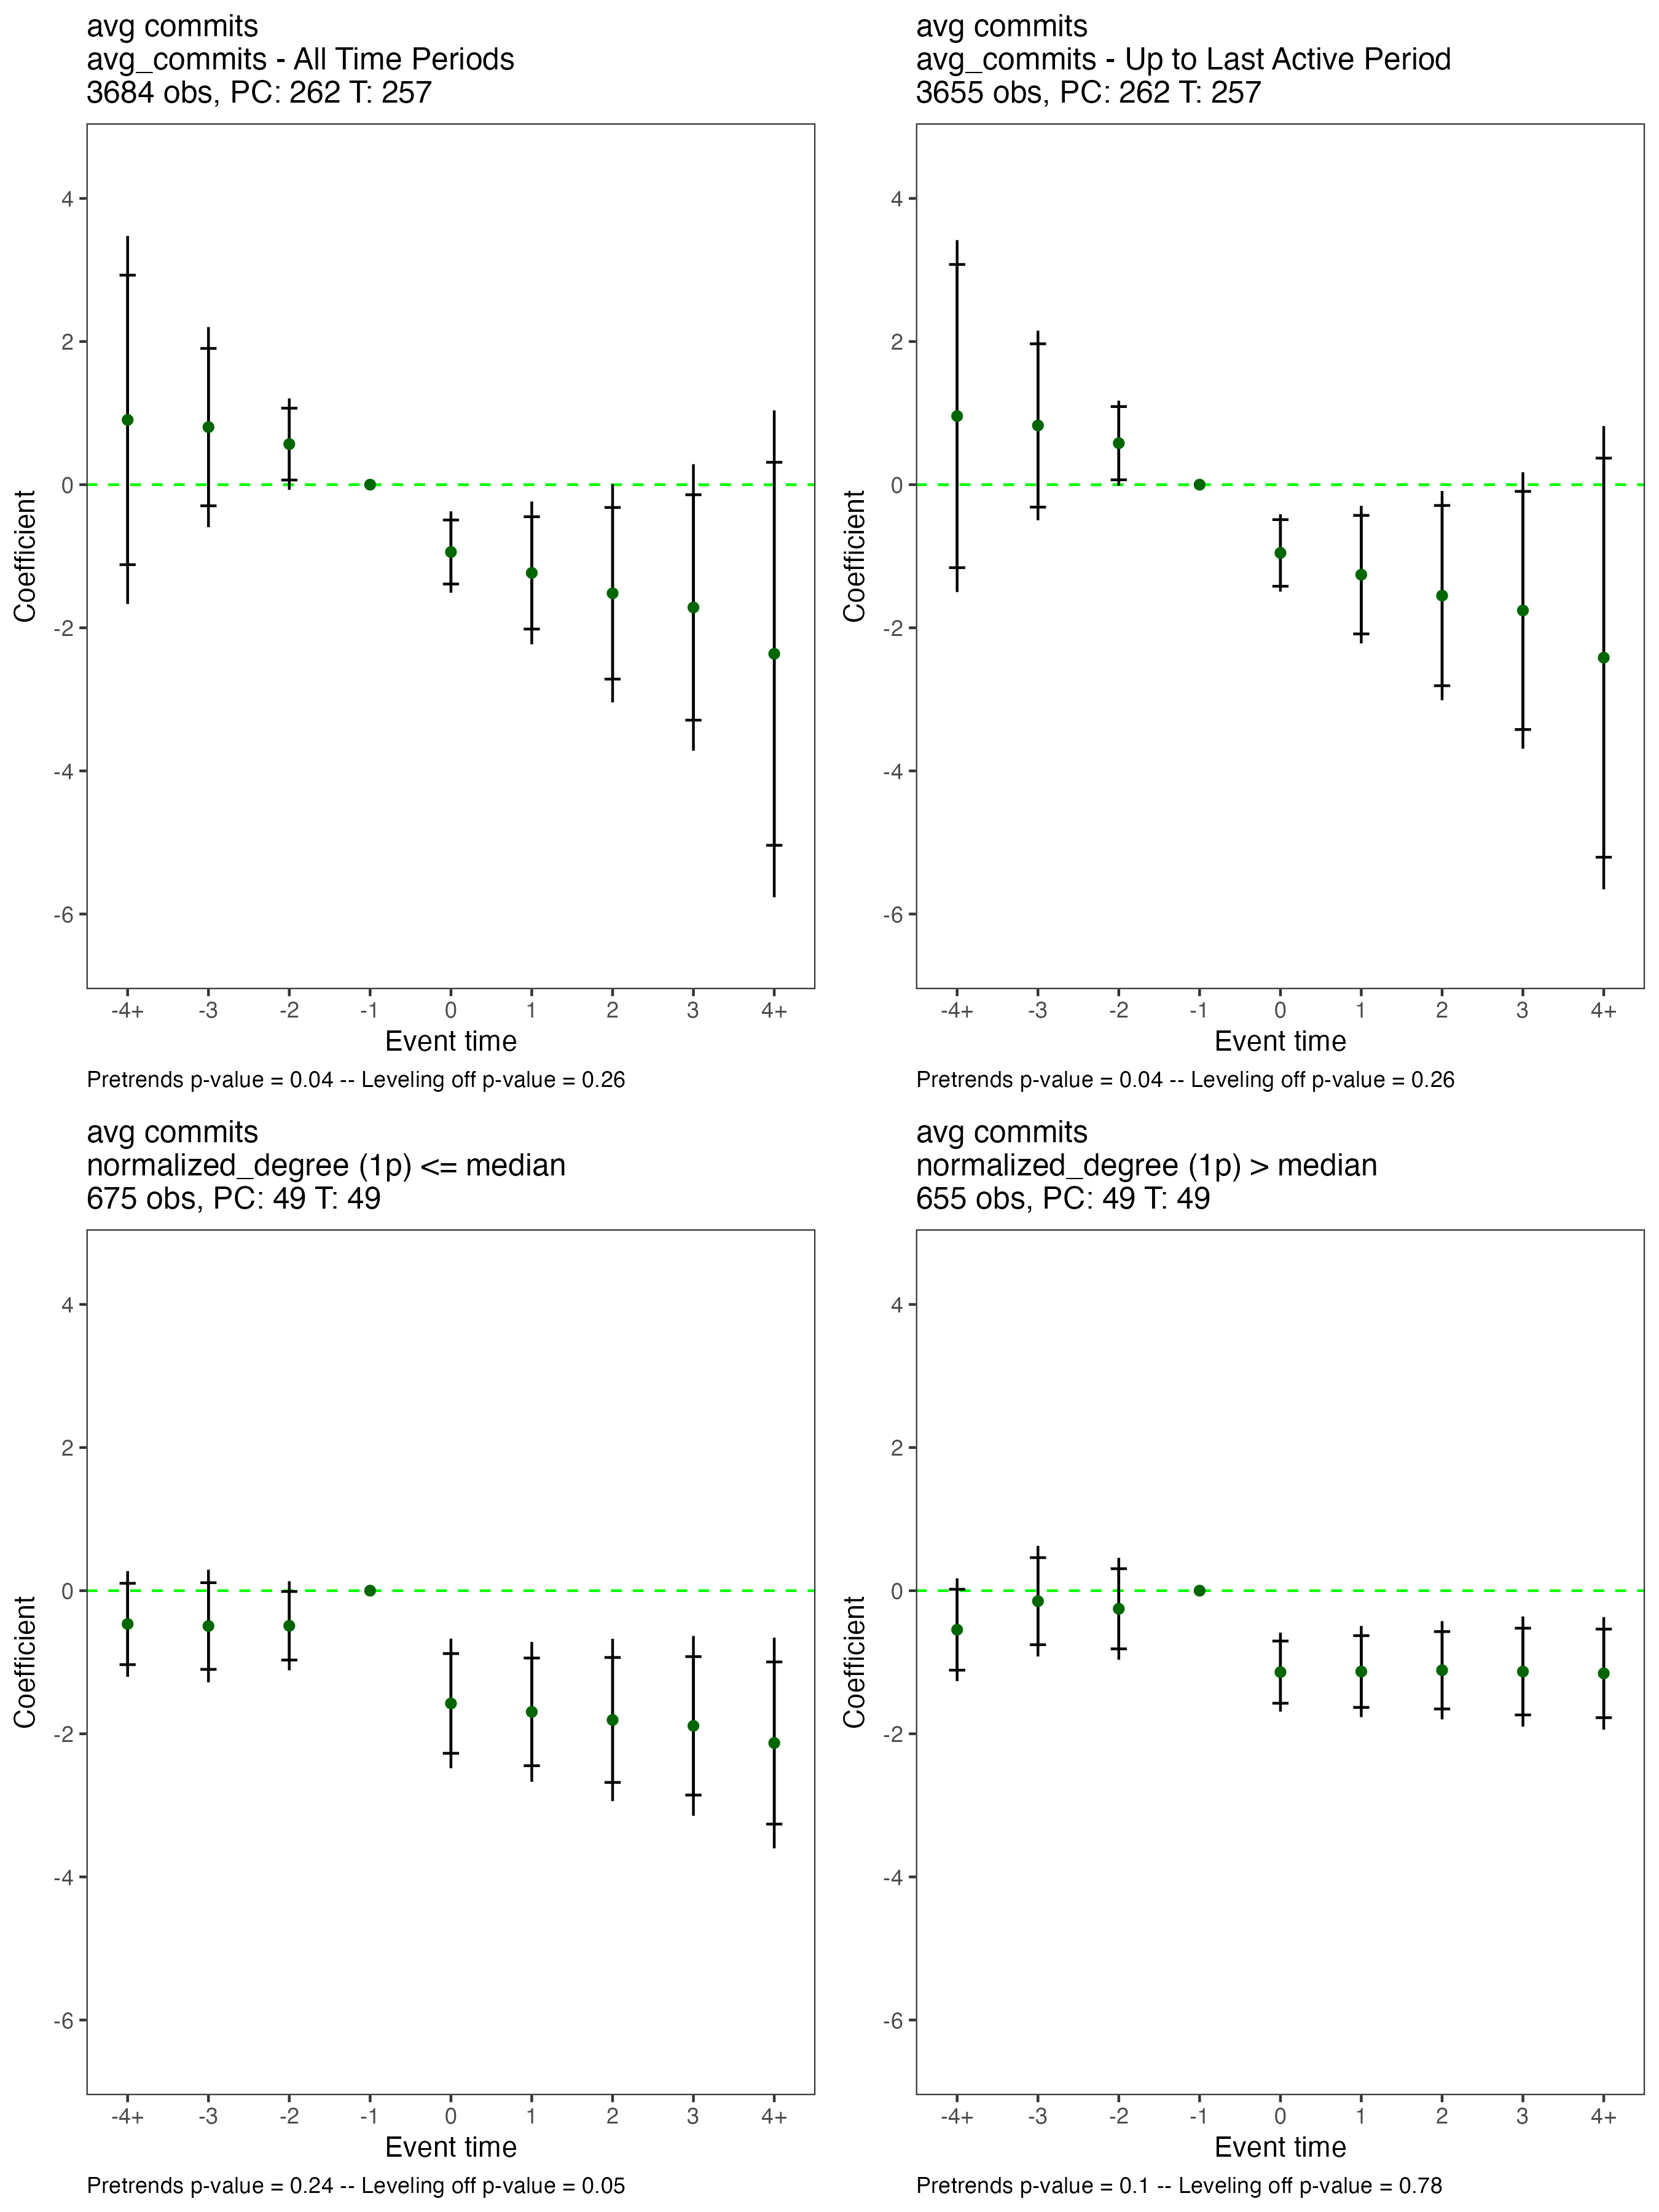 avg commits
avg_commits - All Time Periods
3684 obs, PC: 262 T: 257
Coefficient
4
2
0
-2
-4
-6
-4+ -3 -2 -1 0 1 2 3 4+
Event time
Pretrends p-value = 0.04 -- Leveling off p-value = 0.26
avg commits
avg_commits - Up to Last Active Period
3655 obs, PC: 262 T: 257
Coefficient
4
2
0
-2
-4
-6
-4+ -3 -2 -1 0 1 2 3 4+
Event time
Pretrends p-value = 0.04 -- Leveling off p-value = 0.26
avg commits
normalized_degree (1p) <= median
675 obs, PC: 49 T: 49
Coefficient
4
2
0
-2
-4
-6
-4+ -3 -2 -1 0 1 2 3 4+
Event time
Pretrends p-value = 0.24 -- Leveling off p-value = 0.05
avg commits
normalized_degree (1p) > median
655 obs, PC: 49 T: 49
Coefficient
4
2
0
-2
-4
-6
-4+ -3 -2 -1 0 1 2 3 4+
Event time
Pretrends p-value = 0.1 -- Leveling off p-value = 0.78